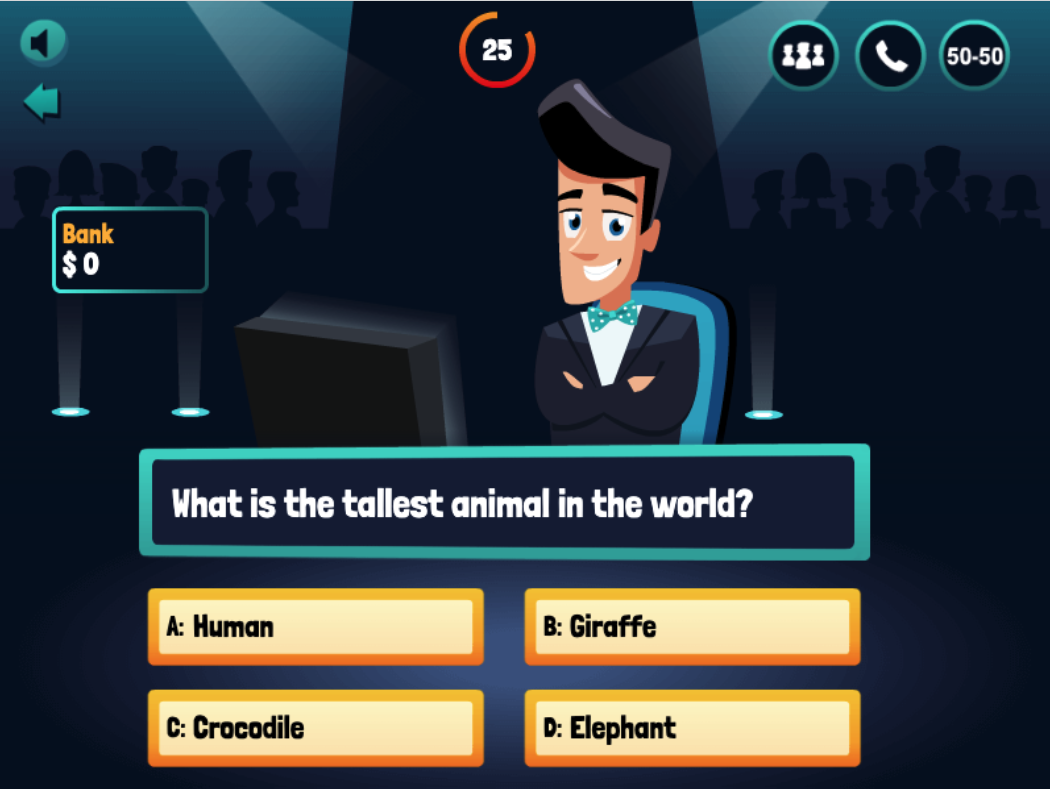 25
50-50
Bank
$ 0
What is the tallest animal in the world?
A: Human
B: Giraffe
C: Crocodile
D: Elephant